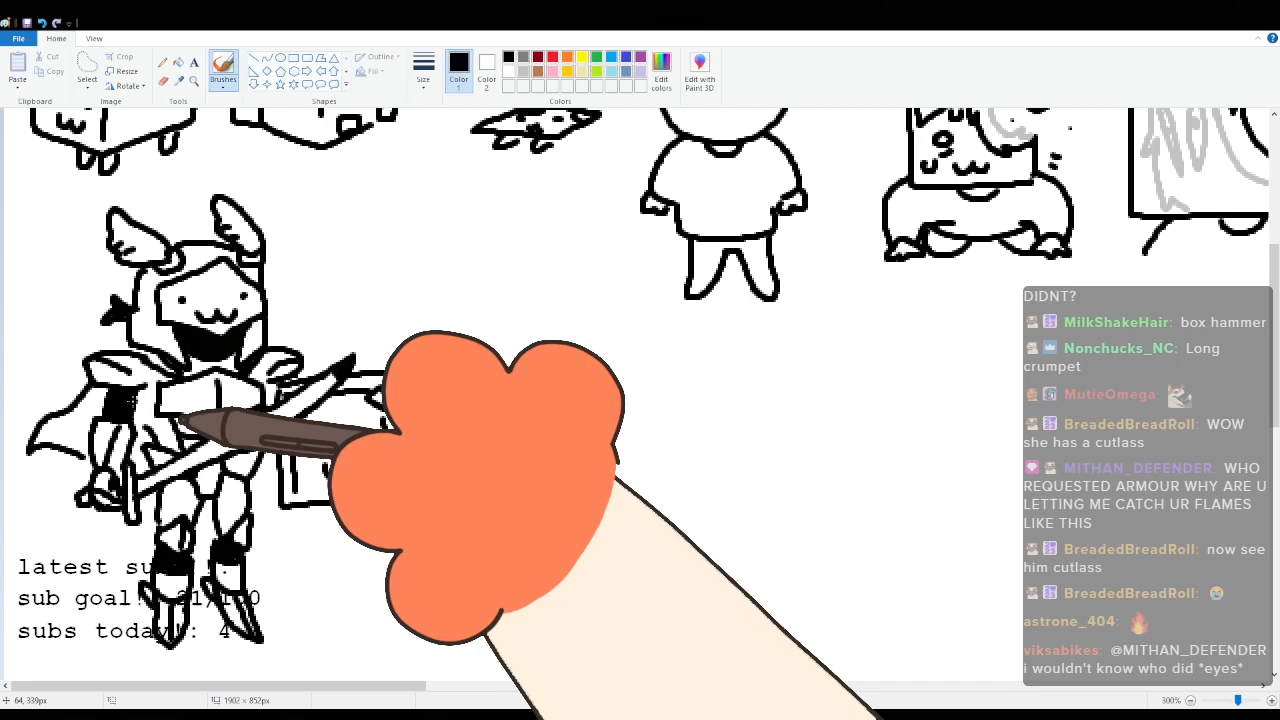 File Home View
Paste
Cut
Copy
Clipboard
Select
Crop
Resize
Rotate
Image
A
Tools
Brushes
Outline
Fill
Shapes
Size
Color 1
Color 2
Edit colors
Colors
Edit with Paint 3D
DIDNT?
MilkShakeHair: box hammer
Nonchucks_NC: Long
crumpet
MutieOmega:
BreadedBreadRoll: WOW
she has a cutlass
MITHAN_DEFENDER WHO
REQUESTED ARMOUR WHY ARE U
LETTING ME CATCH UR FLAMES
LIKE THIS
BreadedBreadRoll: now see
him cutlass
BreadedBreadRoll:
astrone_404:
viksabikes: @MITHAN_DEFENDER
i wouldn't know who did *eyes*
latest
sub goal!
subs today!: 4
64, 339px
1902 × 852px
300%